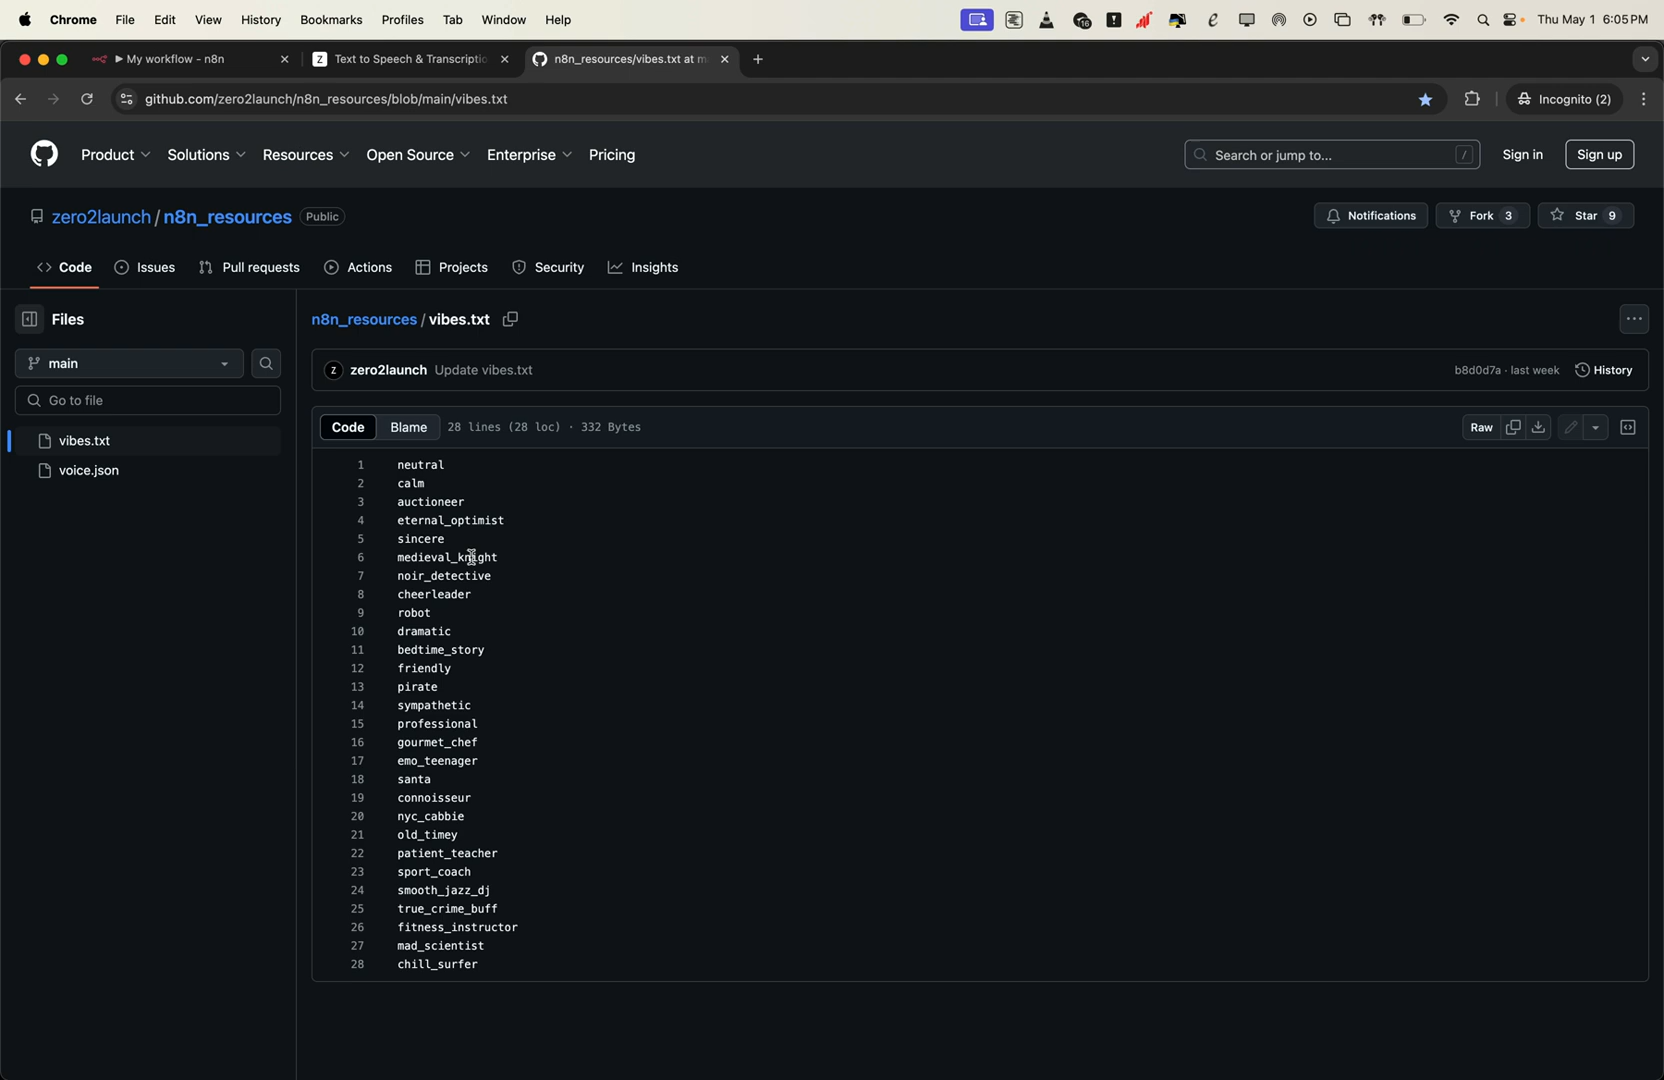 Chrome File Edit View History Bookmarks Profiles Tab Window Help Thu May 1 6:05 PM
My workflow - n8n
Text to Speech & Transcriptio
n8n_resources/vibes.txt at m
github.com/zero2launch/n8n_resources/blob/main/vibes.txt
Incognito (2)
Product Solutions Resources Open Source Enterprise Pricing
Search or jump to... /
Sign in
Sign up
zero2launch / n8n_resources Public
Notifications
Fork 3
Star 9
Code Issues Pull requests Actions Projects Security Insights
Files
main
Go to file
vibes.txt
voice.json
n8n_resources / vibes.txt
zero2launch Update vibes.txt
b8d0d7a · last week
History
Code Blame 28 lines (28 loc) · 332 Bytes
Raw
1 neutral
2 calm
3 auctioneer
4 eternal_optimist
5 sincere
6 medieval_knight
7 noir_detective
8 cheerleader
9 robot
10 dramatic
11 bedtime_story
12 friendly
13 pirate
14 sympathetic
15 professional
16 gourmet_chef
17 emo_teenager
18 santa
19 connoisseur
20 nyc_cabbie
21 old_timey
22 patient_teacher
23 sport_coach
24 smooth_jazz_dj
25 true_crime_buff
26 fitness_instructor
27 mad_scientist
28 chill_surfer